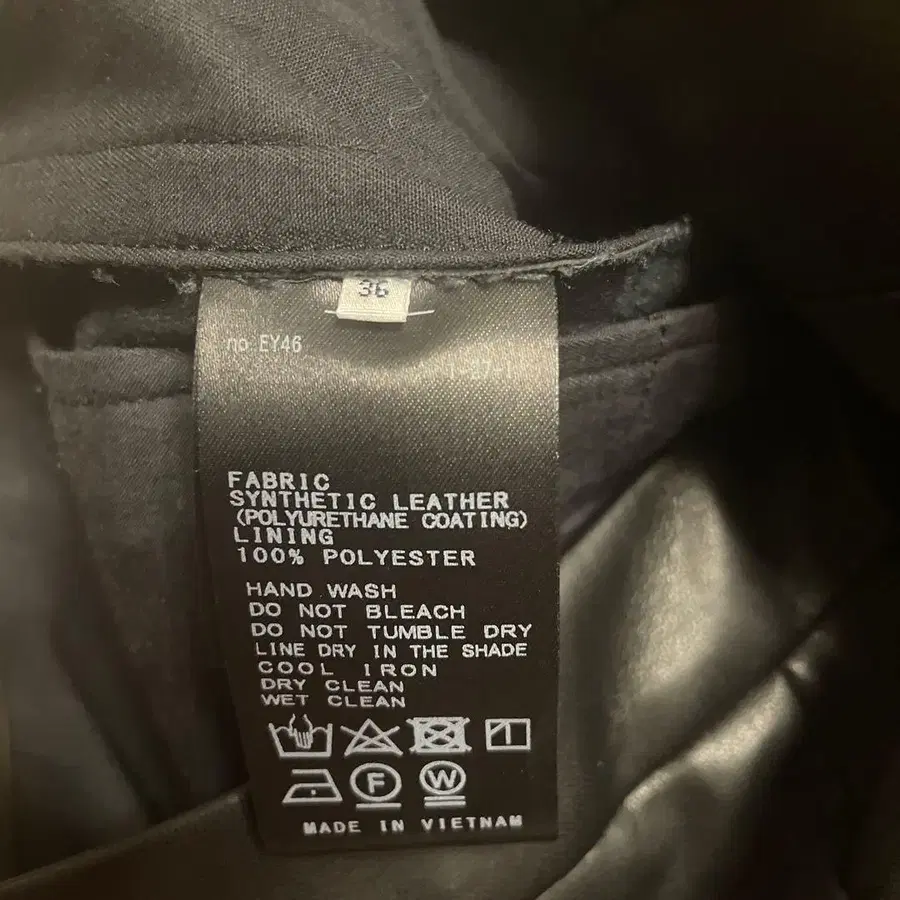 36
no EY46
FABRIC
SYNTHETIC LEATHER
(POLYURETHANE COATING)
LINING
100% POLYESTER
HAND WASH
DO NOT BLEACH
DO NOT TUMBLE DRY
LINE DRY IN THE SHADE
COOL IRON
DRY CLEAN
WET CLEAN
F
W
MADE IN VIETNAM